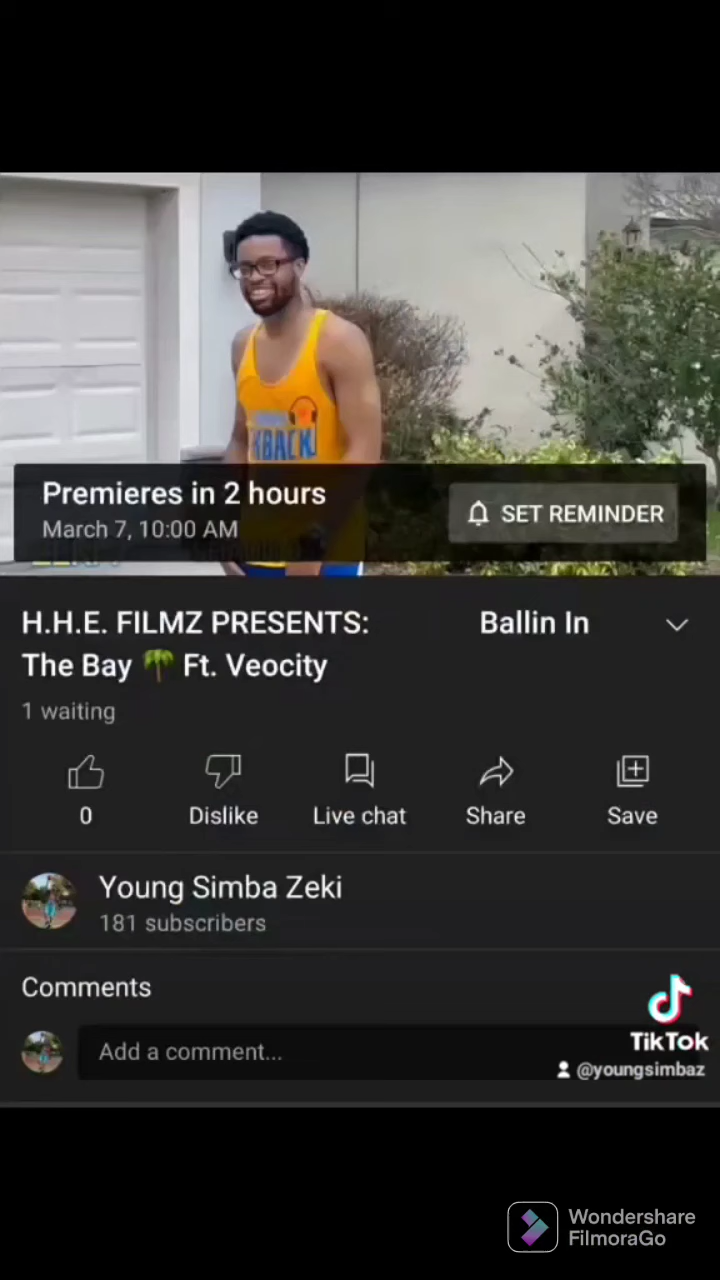 KBACK
Premieres in 2 hours
March 7, 10:00 AM
SET REMINDER
H.H.E. FILMZ PRESENTS: Ballin In
The Bay 🌴 Ft. Veocity
1 waiting
0
Dislike
Live chat
Share
Save
Young Simba Zeki
181 subscribers
Comments
Add a comment...
TikTok
@youngsimbaz
Wondershare
FilmoraGo